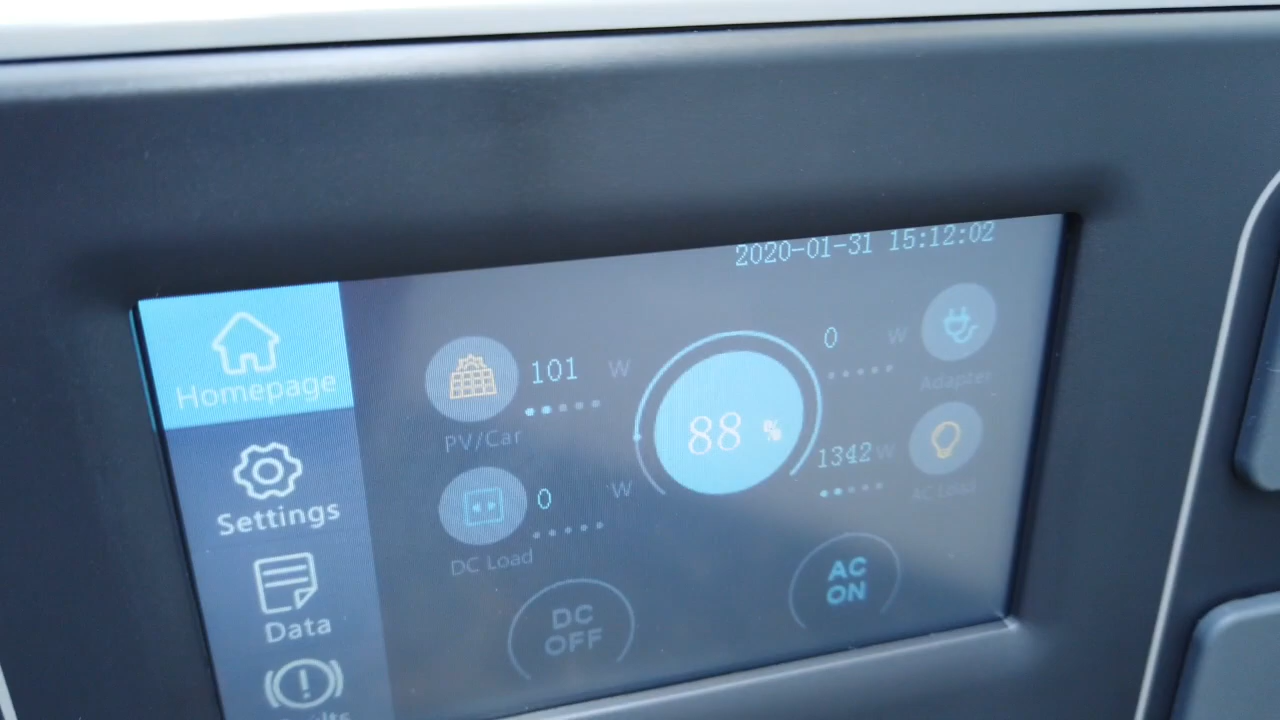 2020-01-31 15:12:02
Homepage
Settings
Data
101 W
PV/Car
0 W
DC Load
88 %
0 W
Adapter
1342 W
AC Load
DC
OFF
AC
ON